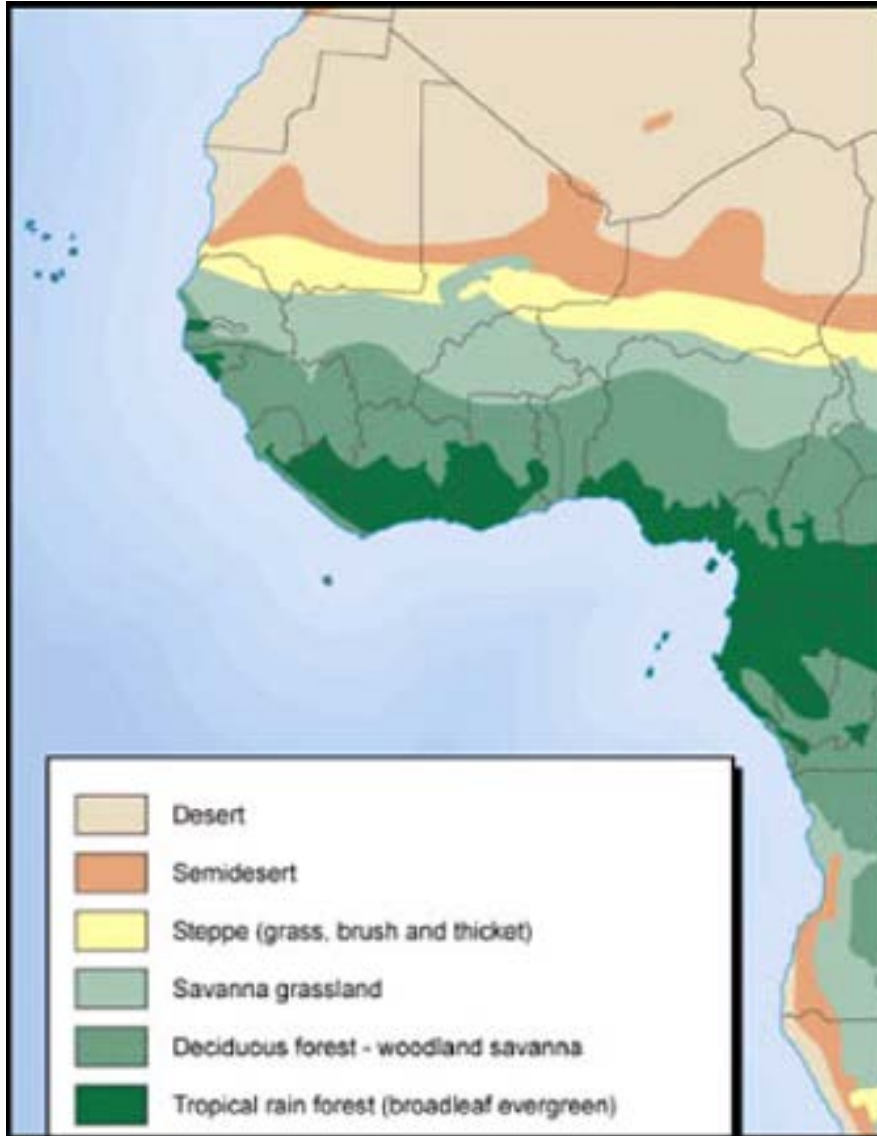 Desert
Semidesert
Steppe (grass, brush and thicket)
Savanna grassland
Deciduous forest - woodland savanna
Tropical rain forest (broadleaf evergreen)